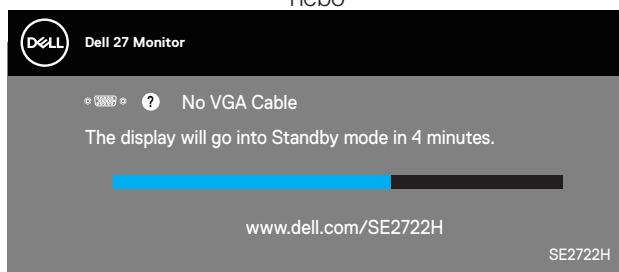 nebo
DELL
Dell 27 Monitor
? No VGA Cable
The display will go into Standby mode in 4 minutes.
www.dell.com/SE2722H
SE2722H